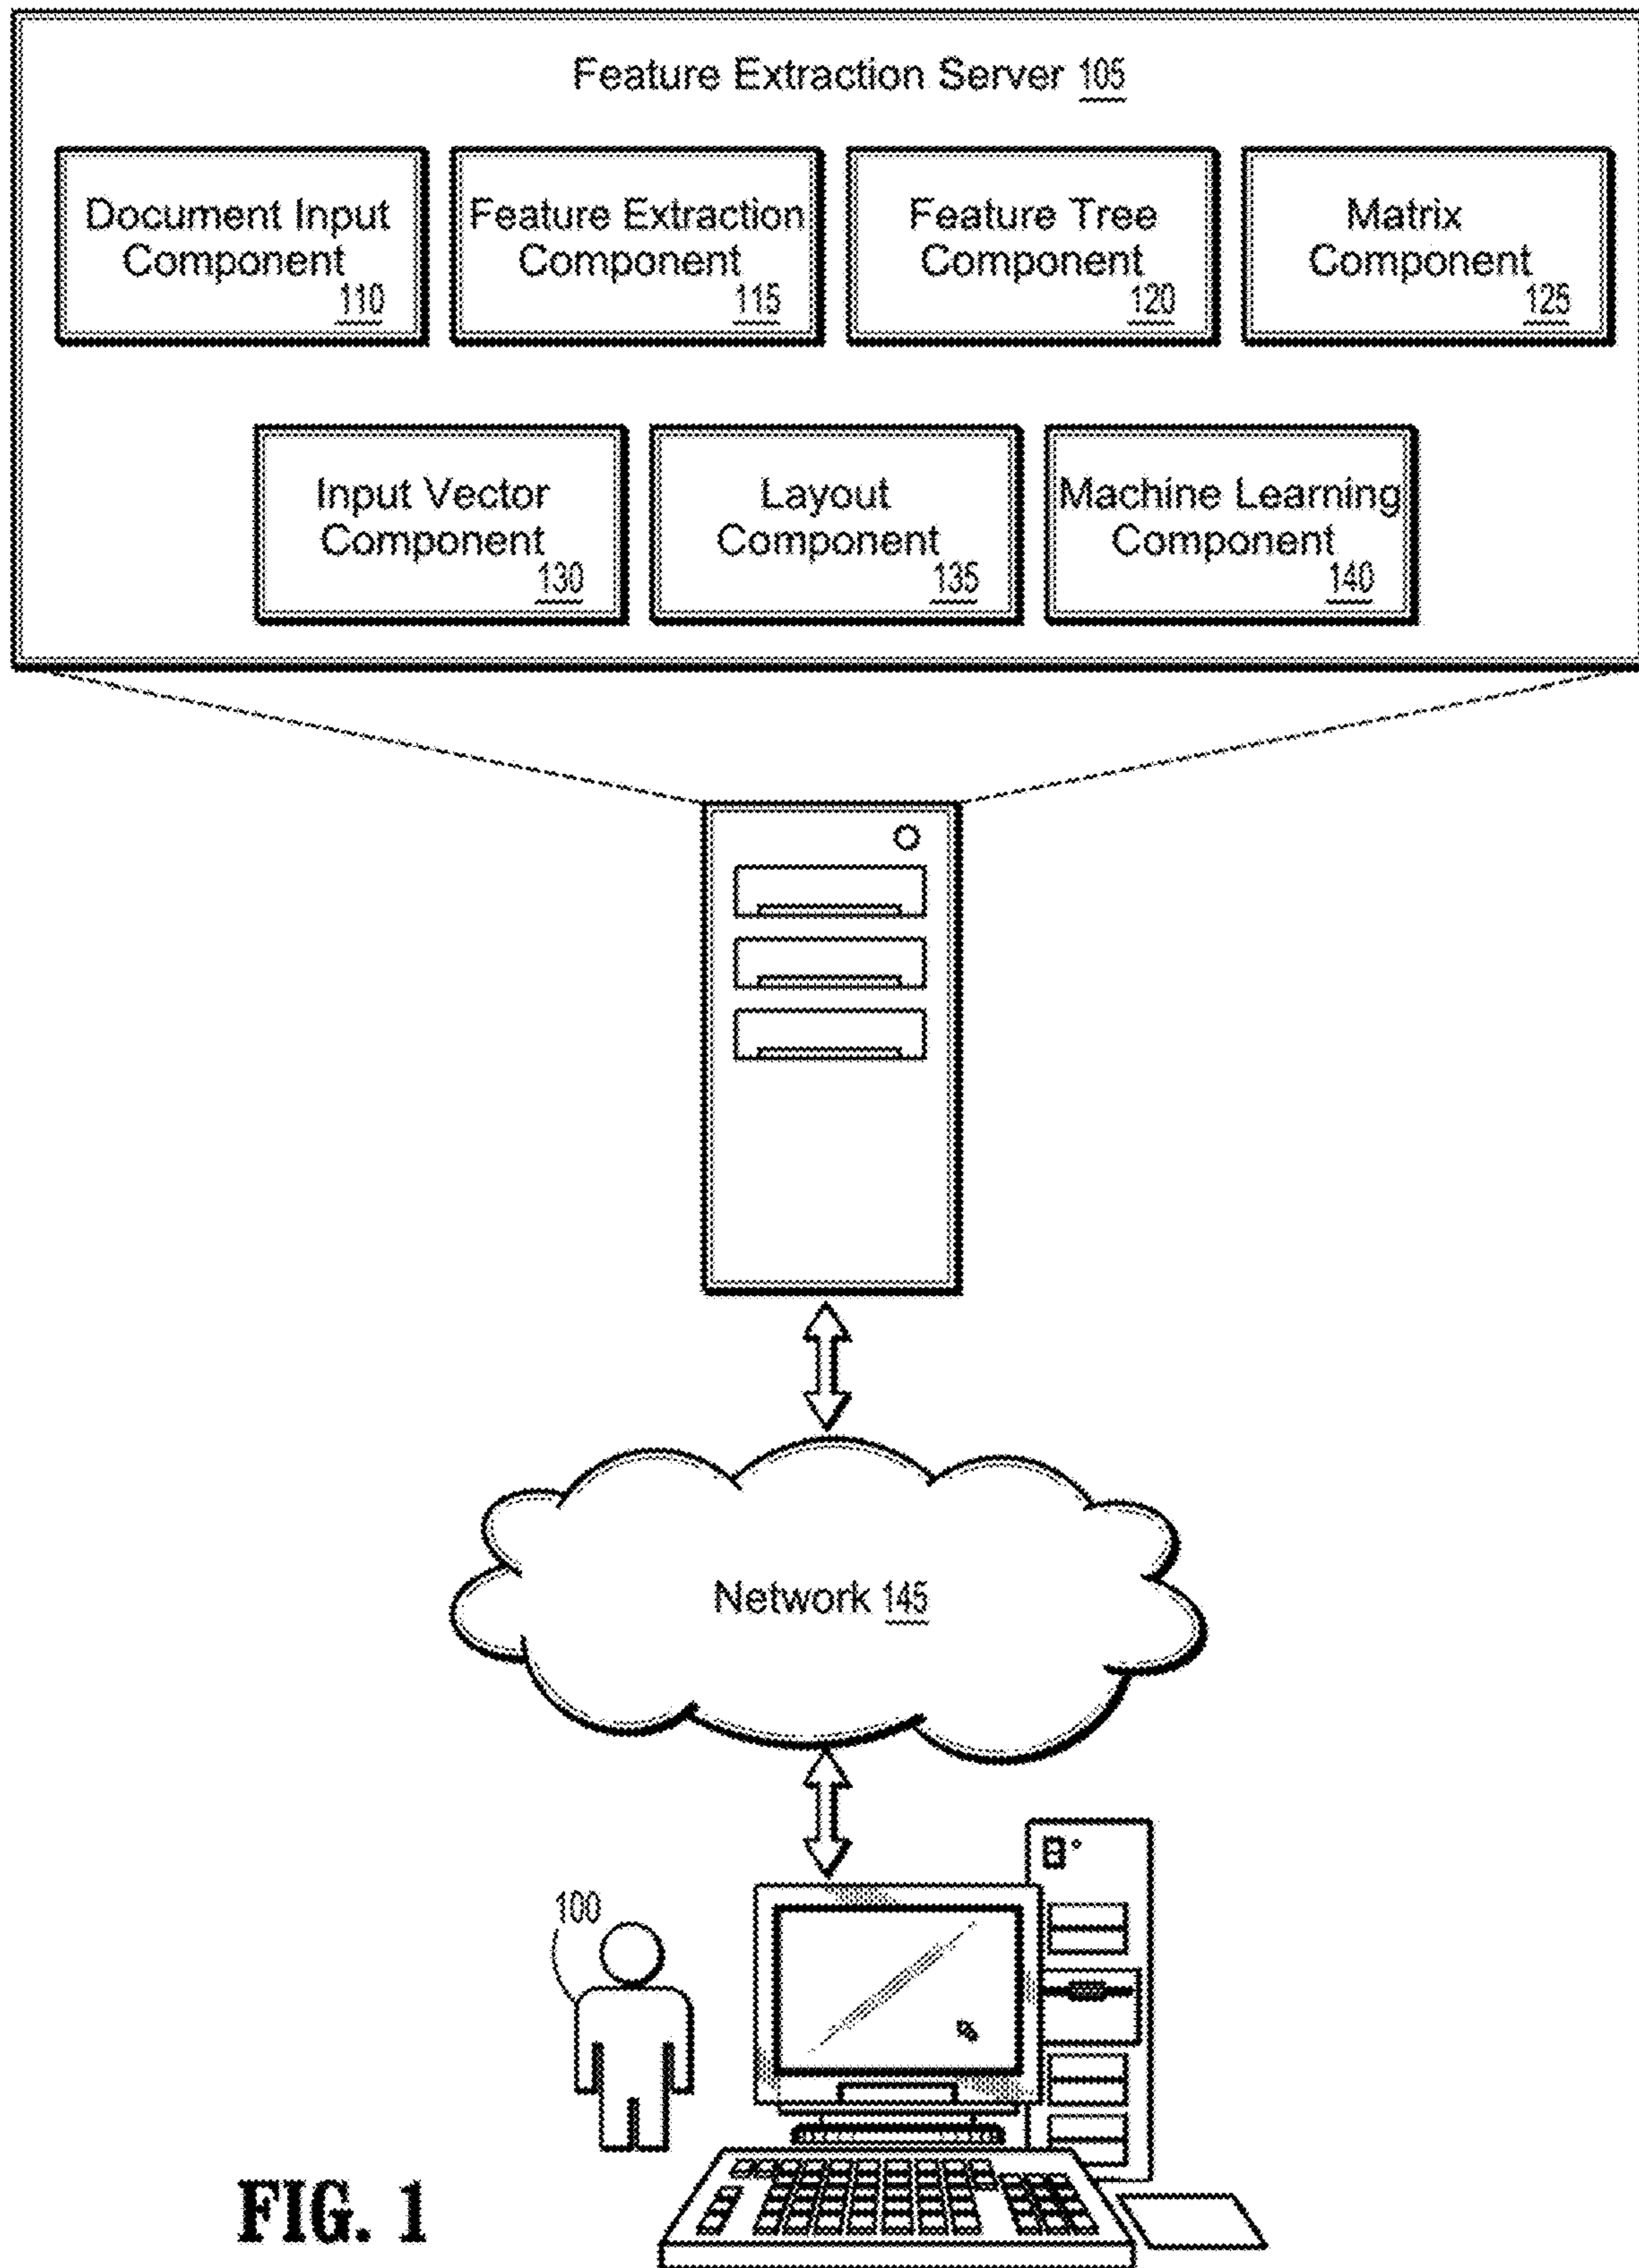 Feature Extraction Server 105
Document Input
Component
110
Feature Extraction
Component
115
Feature Tree
Component
120
Matrix
Component
125
Input Vector
Component
130
Layout
Component
135
Machine Learning
Component
140
Network 145
100
FIG. 1